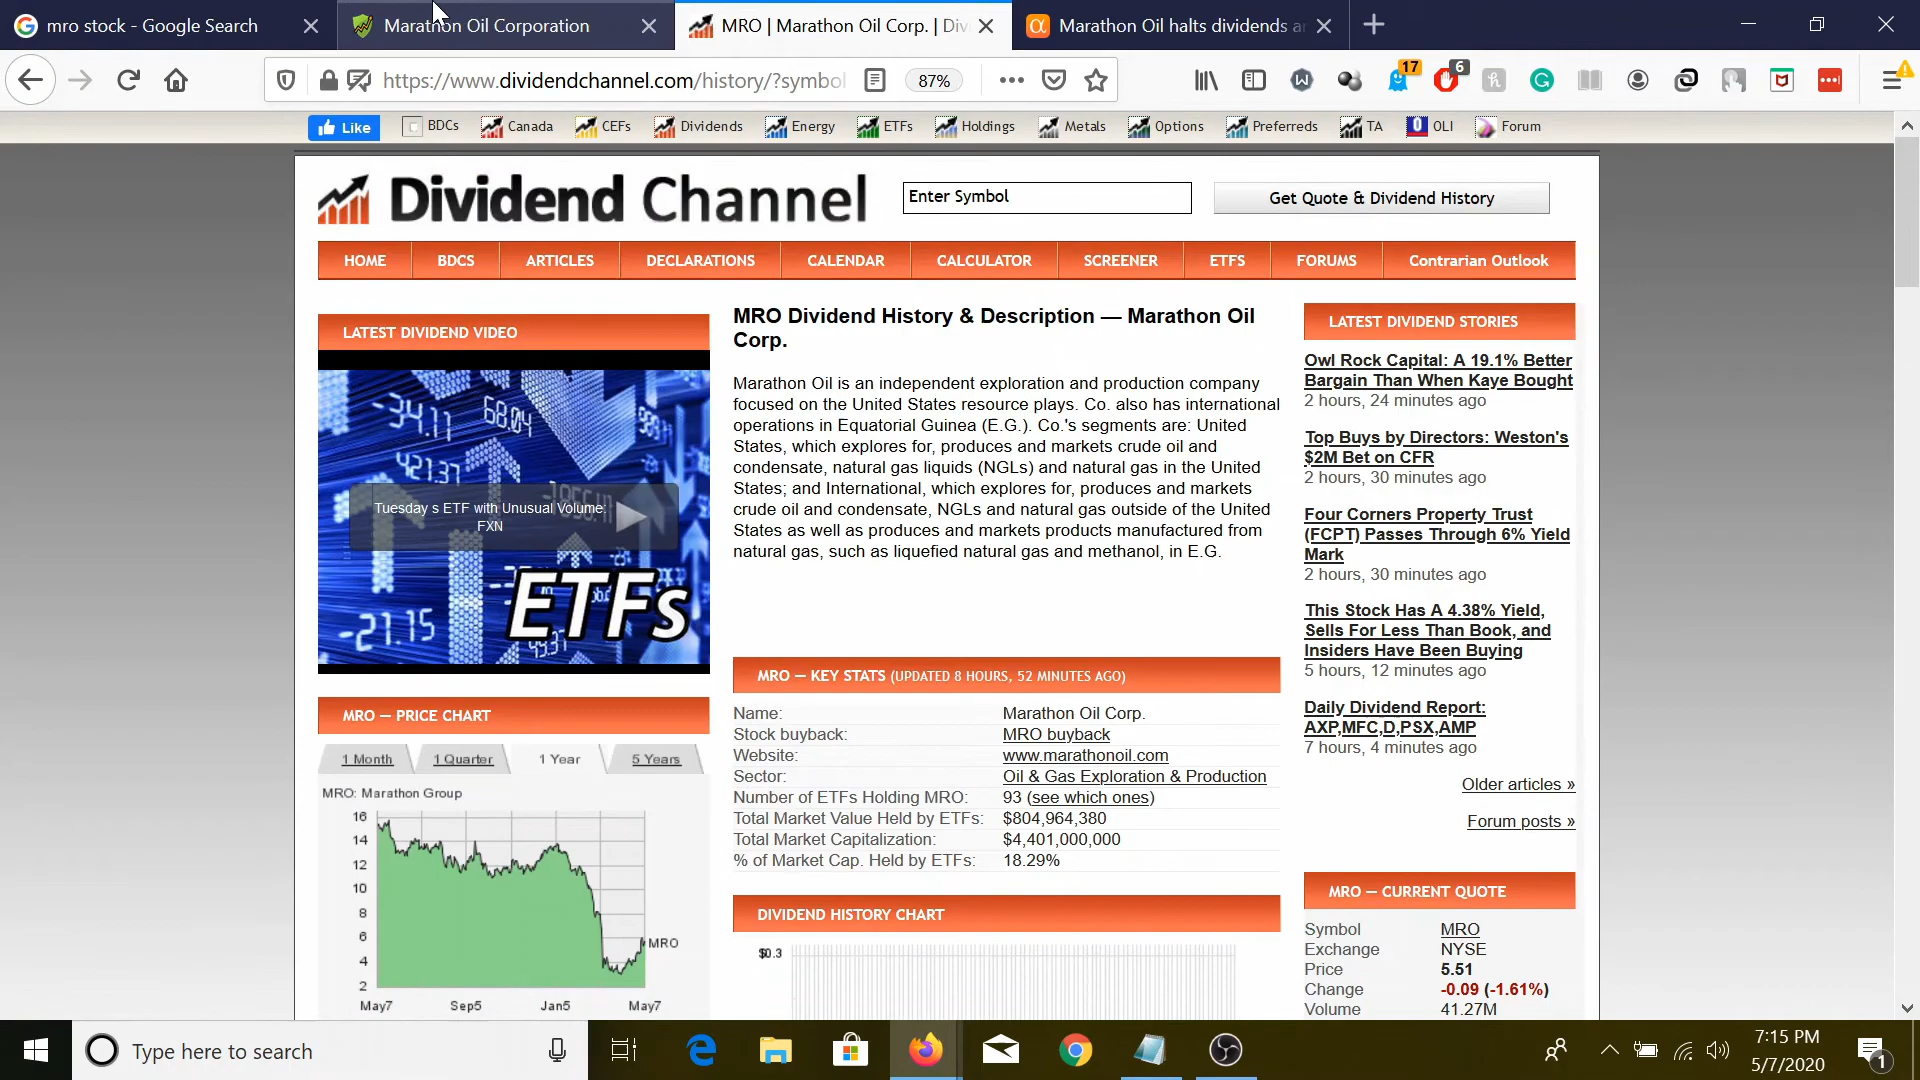 mro stock - Google Search
Marathon Oil Corporation
MRO | Marathon Oil Corp. | Div
Marathon Oil halts dividends a
https://www.dividendchannel.com/history/?symbol
87%
17
6
Like
BDCs
Canada
CEFs
Dividends
Energy
ETFs
Holdings
Metals
Options
Preferreds
TA
OLI
Forum
Dividend Channel
Enter Symbol
Get Quote & Dividend History
HOME
BDCS
ARTICLES
DECLARATIONS
CALENDAR
CALCULATOR
SCREENER
ETFS
FORUMS
Contrarian Outlook
LATEST DIVIDEND VIDEO
-34.11
68.04
421.37
-21.15
Tuesday s ETF with Unusual Volume:
FXN
ETFs
MRO — PRICE CHART
1 Month
1 Quarter
1 Year
5 Years
MRO: Marathon Group
16
14
12
10
8
6
4
2
MRO
May7
Sep5
Jan5
May7
MRO Dividend History & Description — Marathon Oil
Corp.
Marathon Oil is an independent exploration and production company
focused on the United States resource plays. Co. also has international
operations in Equatorial Guinea (E.G.). Co.'s segments are: United
States, which explores for, produces and markets crude oil and
condensate, natural gas liquids (NGLs) and natural gas in the United
States; and International, which explores for, produces and markets
crude oil and condensate, NGLs and natural gas outside of the United
States as well as produces and markets products manufactured from
natural gas, such as liquefied natural gas and methanol, in E.G.
MRO — KEY STATS (UPDATED 8 HOURS, 52 MINUTES AGO)
Name: Marathon Oil Corp.
Stock buyback: MRO buyback
Website: www.marathonoil.com
Sector: Oil & Gas Exploration & Production
Number of ETFs Holding MRO: 93 (see which ones)
Total Market Value Held by ETFs: $804,964,380
Total Market Capitalization: $4,401,000,000
% of Market Cap. Held by ETFs: 18.29%
DIVIDEND HISTORY CHART
$0.3
LATEST DIVIDEND STORIES
Owl Rock Capital: A 19.1% Better
Bargain Than When Kaye Bought
2 hours, 24 minutes ago
Top Buys by Directors: Weston's
$2M Bet on CFR
2 hours, 30 minutes ago
Four Corners Property Trust
(FCPT) Passes Through 6% Yield
Mark
2 hours, 30 minutes ago
This Stock Has A 4.38% Yield,
Sells For Less Than Book, and
Insiders Have Been Buying
5 hours, 12 minutes ago
Daily Dividend Report:
AXP,MFC,D,PSX,AMP
7 hours, 4 minutes ago
Older articles »
Forum posts »
MRO — CURRENT QUOTE
Symbol MRO
Exchange NYSE
Price 5.51
Change -0.09 (-1.61%)
Volume 41.27M
Type here to search
7:15 PM
5/7/2020
1